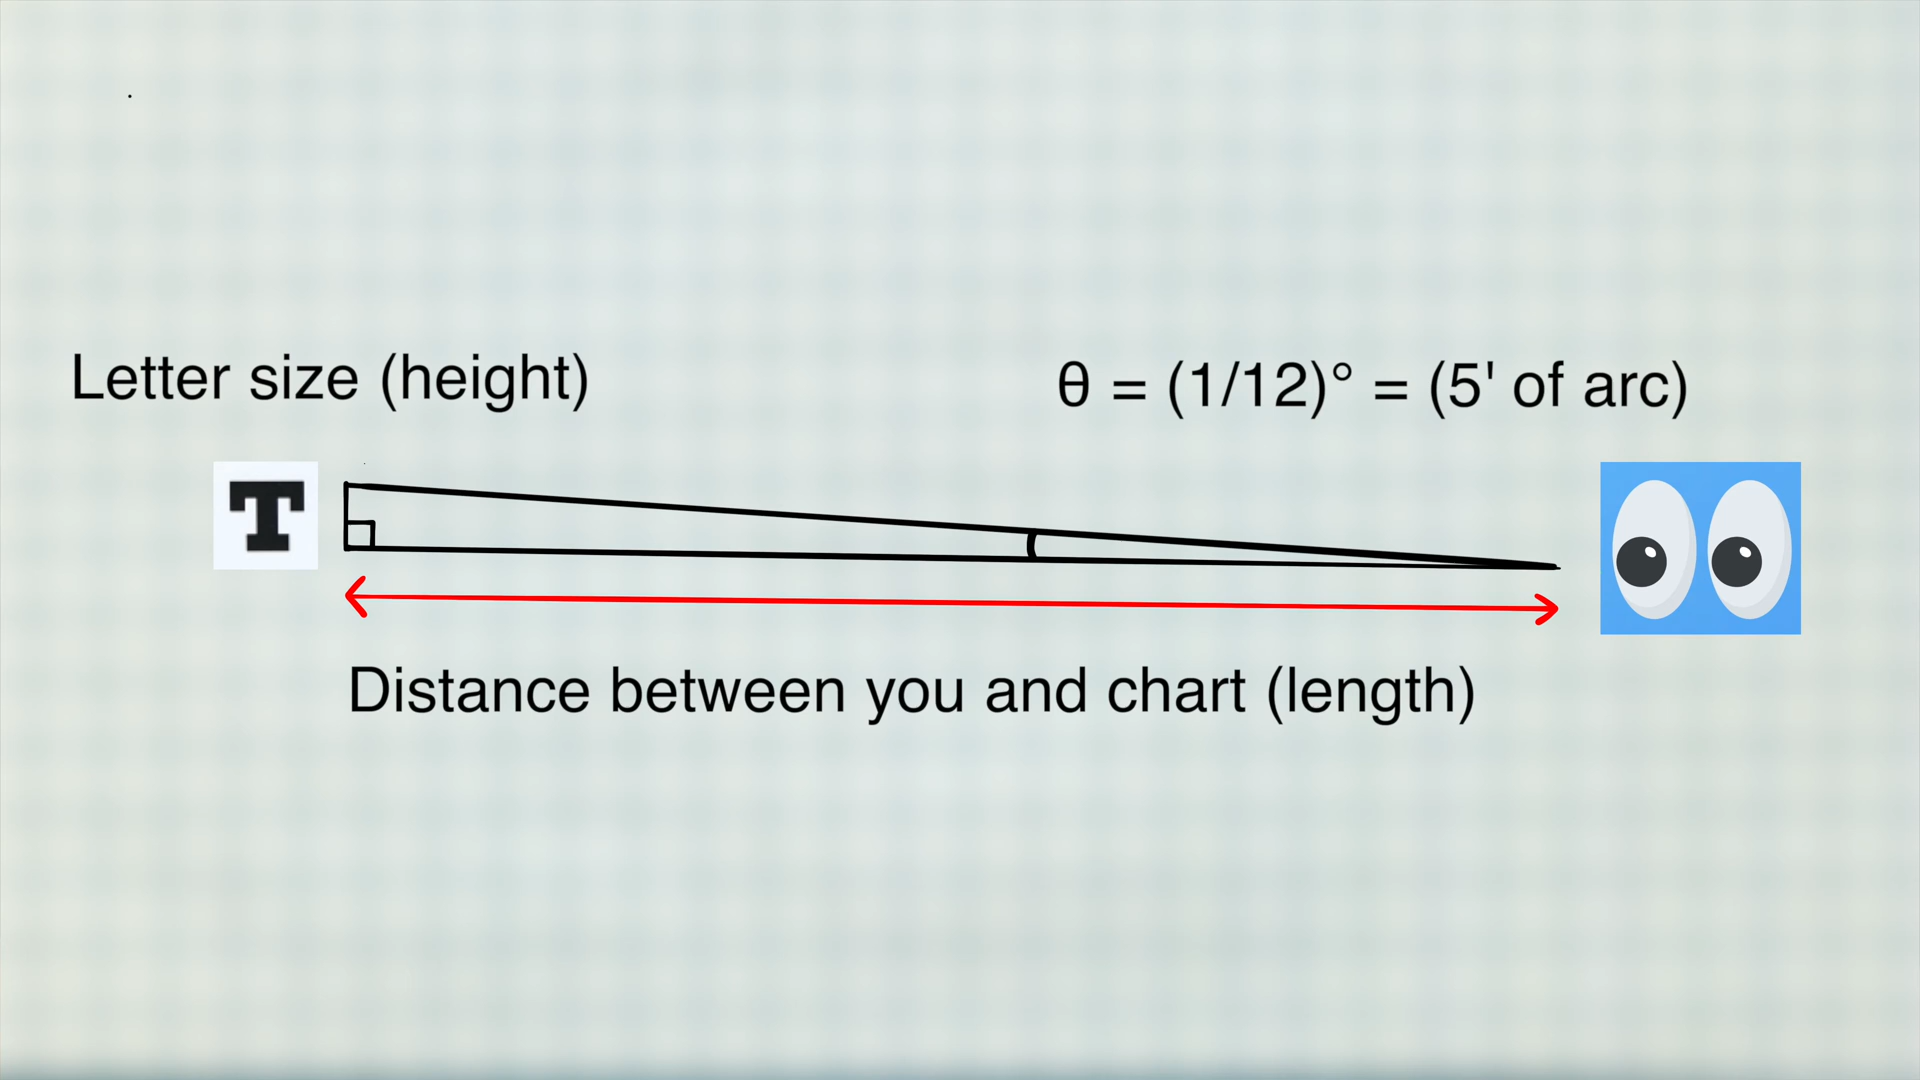 Letter size (height)
θ = (1/12)° = (5' of arc)
T
Distance between you and chart (length)